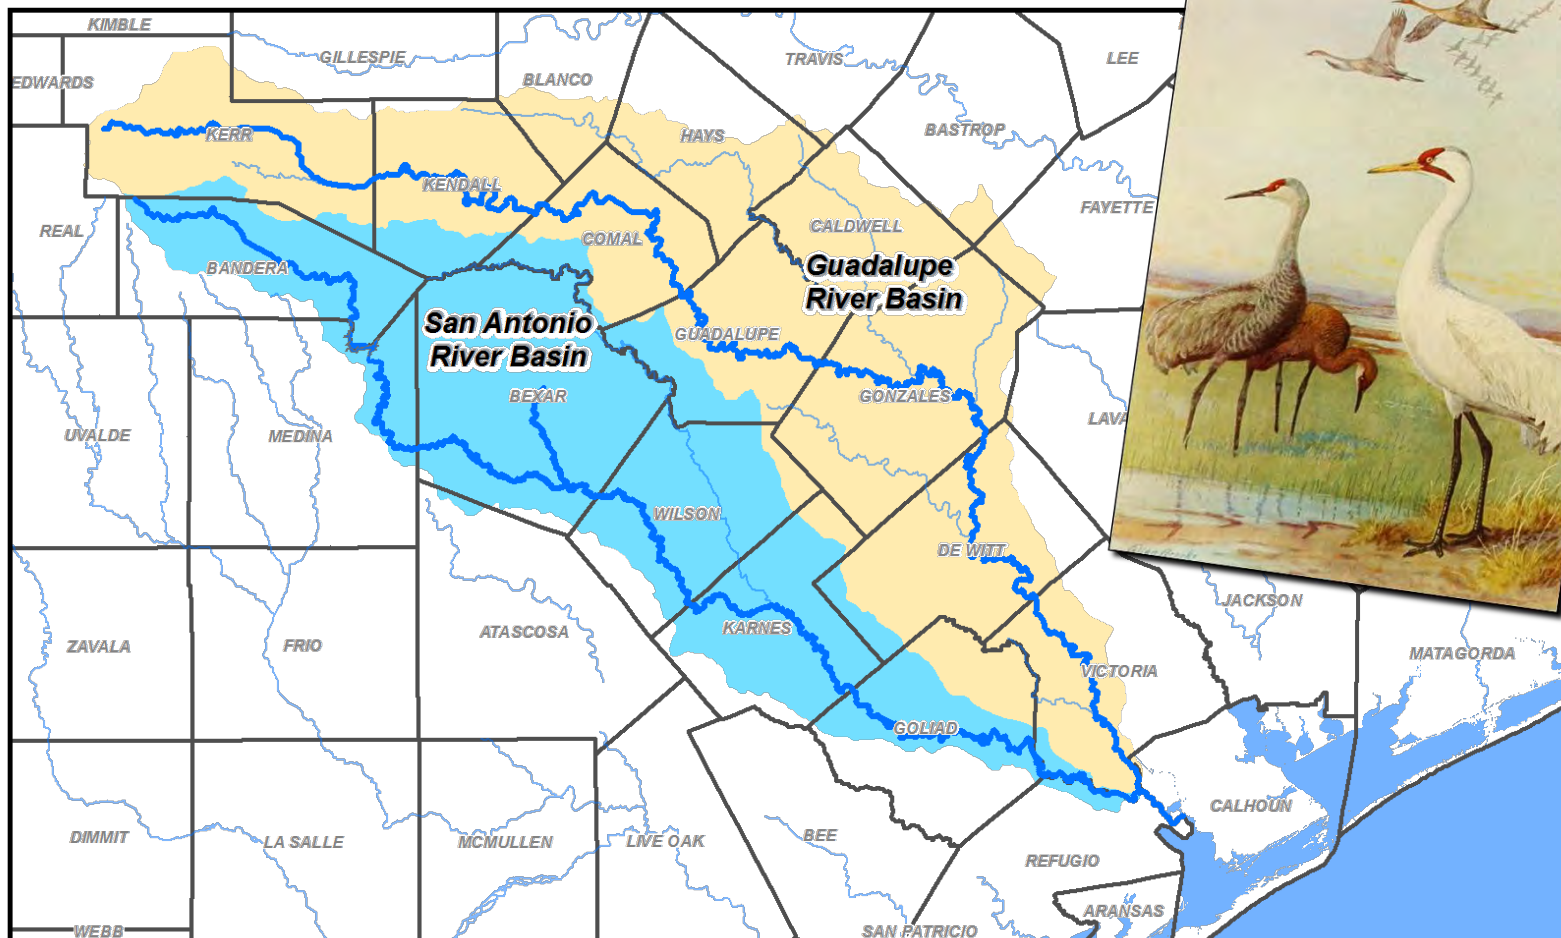 KIMBLE
GILLESPIE
EDWARDS
BLANCO
TRAVIS
LEE
KERR
HAYS
BASTROP
KENDALL
FAYETTE
REAL
COMAL
CALDWELL
BANDERA
Guadalupe
River Basin
San Antonio
River Basin
GUADALUPE
BEXAR
GONZALES
LAVA
UVALDE
MEDINA
WILSON
DE WITT
JACKSON
ZAVALA
FRIO
ATASCOSA
KARNES
MATAGORDA
VICTORIA
GOLIAD
CALHOUN
DIMMIT
LA SALLE
MCMULLEN
LIVE OAK
BEE
REFUGIO
ARANSAS
WEBB
SAN PATRICIO